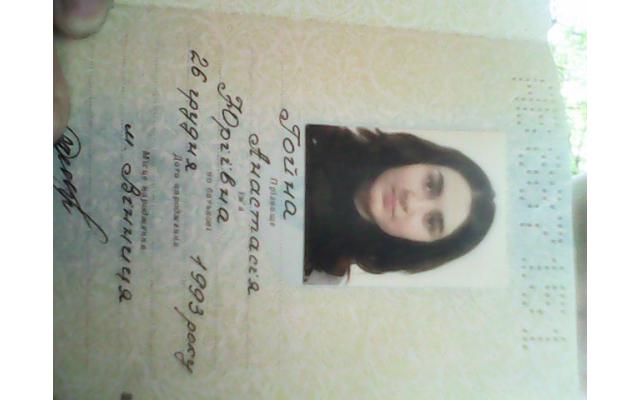 Гойна
Прізвище
Анастасія
Ім'я
Юріївна
По батькові
26 грудня 1993 року
Дата народження
м. Вінниця
Місце народження